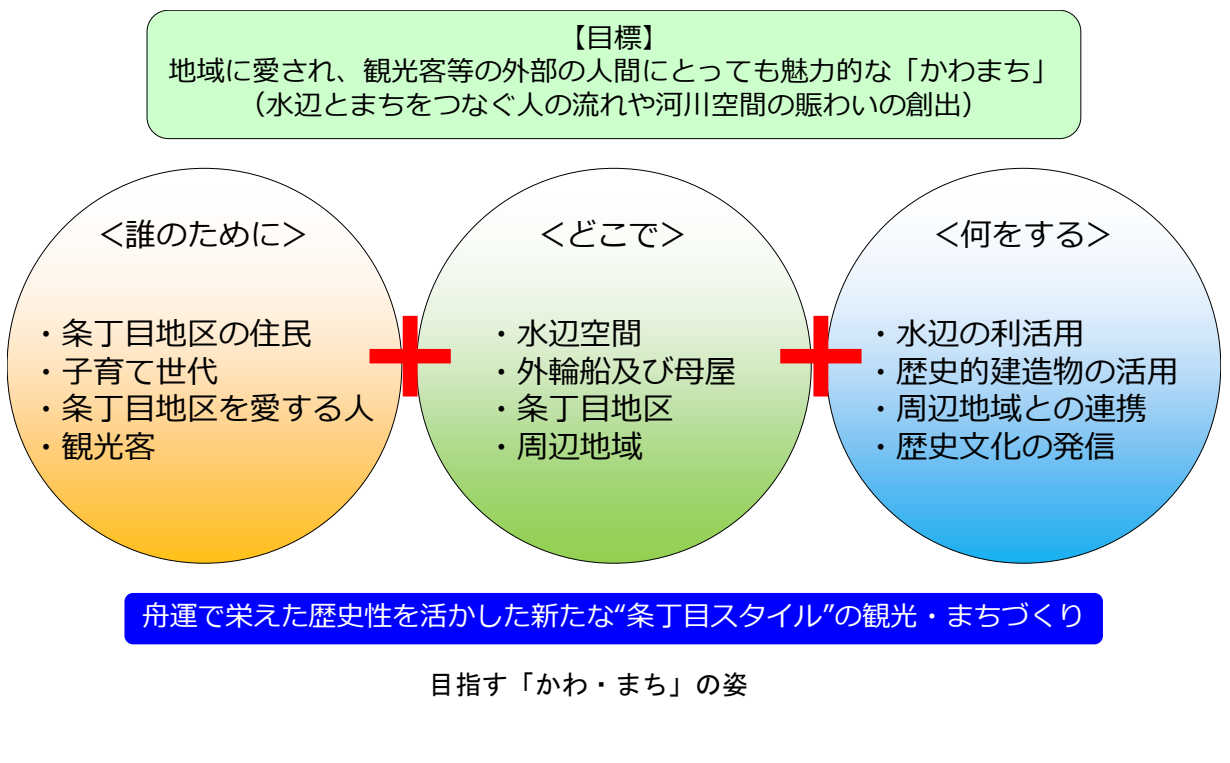 【目標】
地域に愛され、観光客等の外部の人間にとっても魅力的な「かわまち」
（水辺とまちをつなぐ人の流れや河川空間の賑わいの創出）
＜誰のために＞
・条丁目地区の住民
・子育て世代
・条丁目地区を愛する人
・観光客
＜どこで＞
・水辺空間
・外輪船及び母屋
・条丁目地区
・周辺地域
＜何をする＞
・水辺の利活用
・歴史的建造物の活用
・周辺地域との連携
・歴史文化の発信
舟運で栄えた歴史性を活かした新たな“条丁目スタイル”の観光・まちづくり
目指す「かわ・まち」の姿